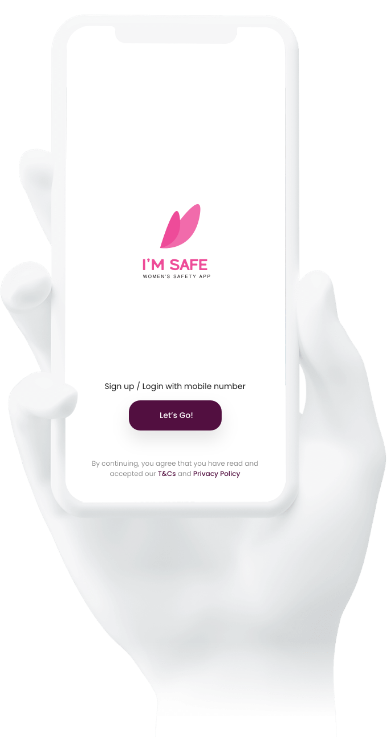 I'M SAFE
WOMEN'S SAFETY APP
Sign up / Login with mobile number
Let's Go!
By continuing, you agree that you have read and
accepted our T&Cs and Privacy Policy